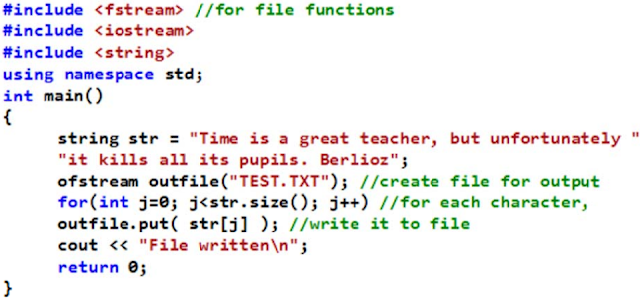 #include <fstream> //for file functions
#include <iostream>
#include <string>
using namespace std;
int main()
{
string str = "Time is a great teacher, but unfortunately "
"it kills all its pupils. Berlioz";
ofstream outfile("TEST.TXT"); //create file for output
for(int j=0; j<str.size(); j++) //for each character,
outfile.put( str[j] ); //write it to file
cout << "File written\n";
return 0;
}